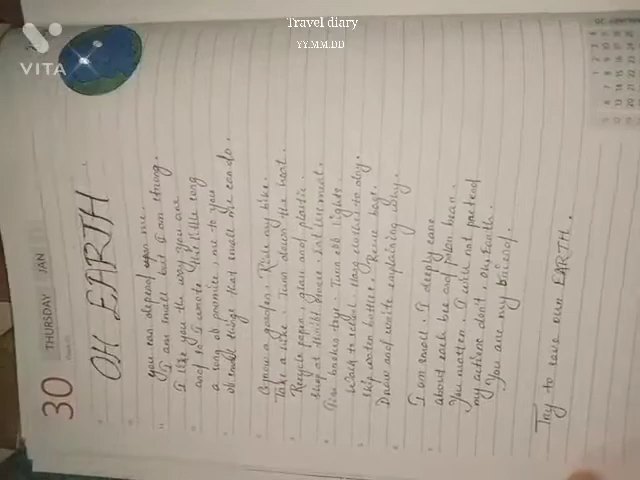 Travel diary
YY.MM.DD
VITA
30
THURSDAY JAN
OH EARTH
you can depend upon me.
I am small but I am strong.
I like you the way you are
and so I wrote this little song
a song of promise, me to you
of small things that small me can do.
Grow a garden. Ride my bike.
Take a hike. Turn down the heat.
Recycle paper, glass and plastic.
shop at thrift store. Eat less meat.
Take showers. Turn off lights.
Walk to school. Hang clothes to dry.
skip water bottles. Reuse bags.
Draw and write explaining why.
I am small. I deeply care
about each bee and polar bear.
You matter. I will not pretend
my actions don't, Oh, Earth.
You are my friend.
Try to save our EARTH.